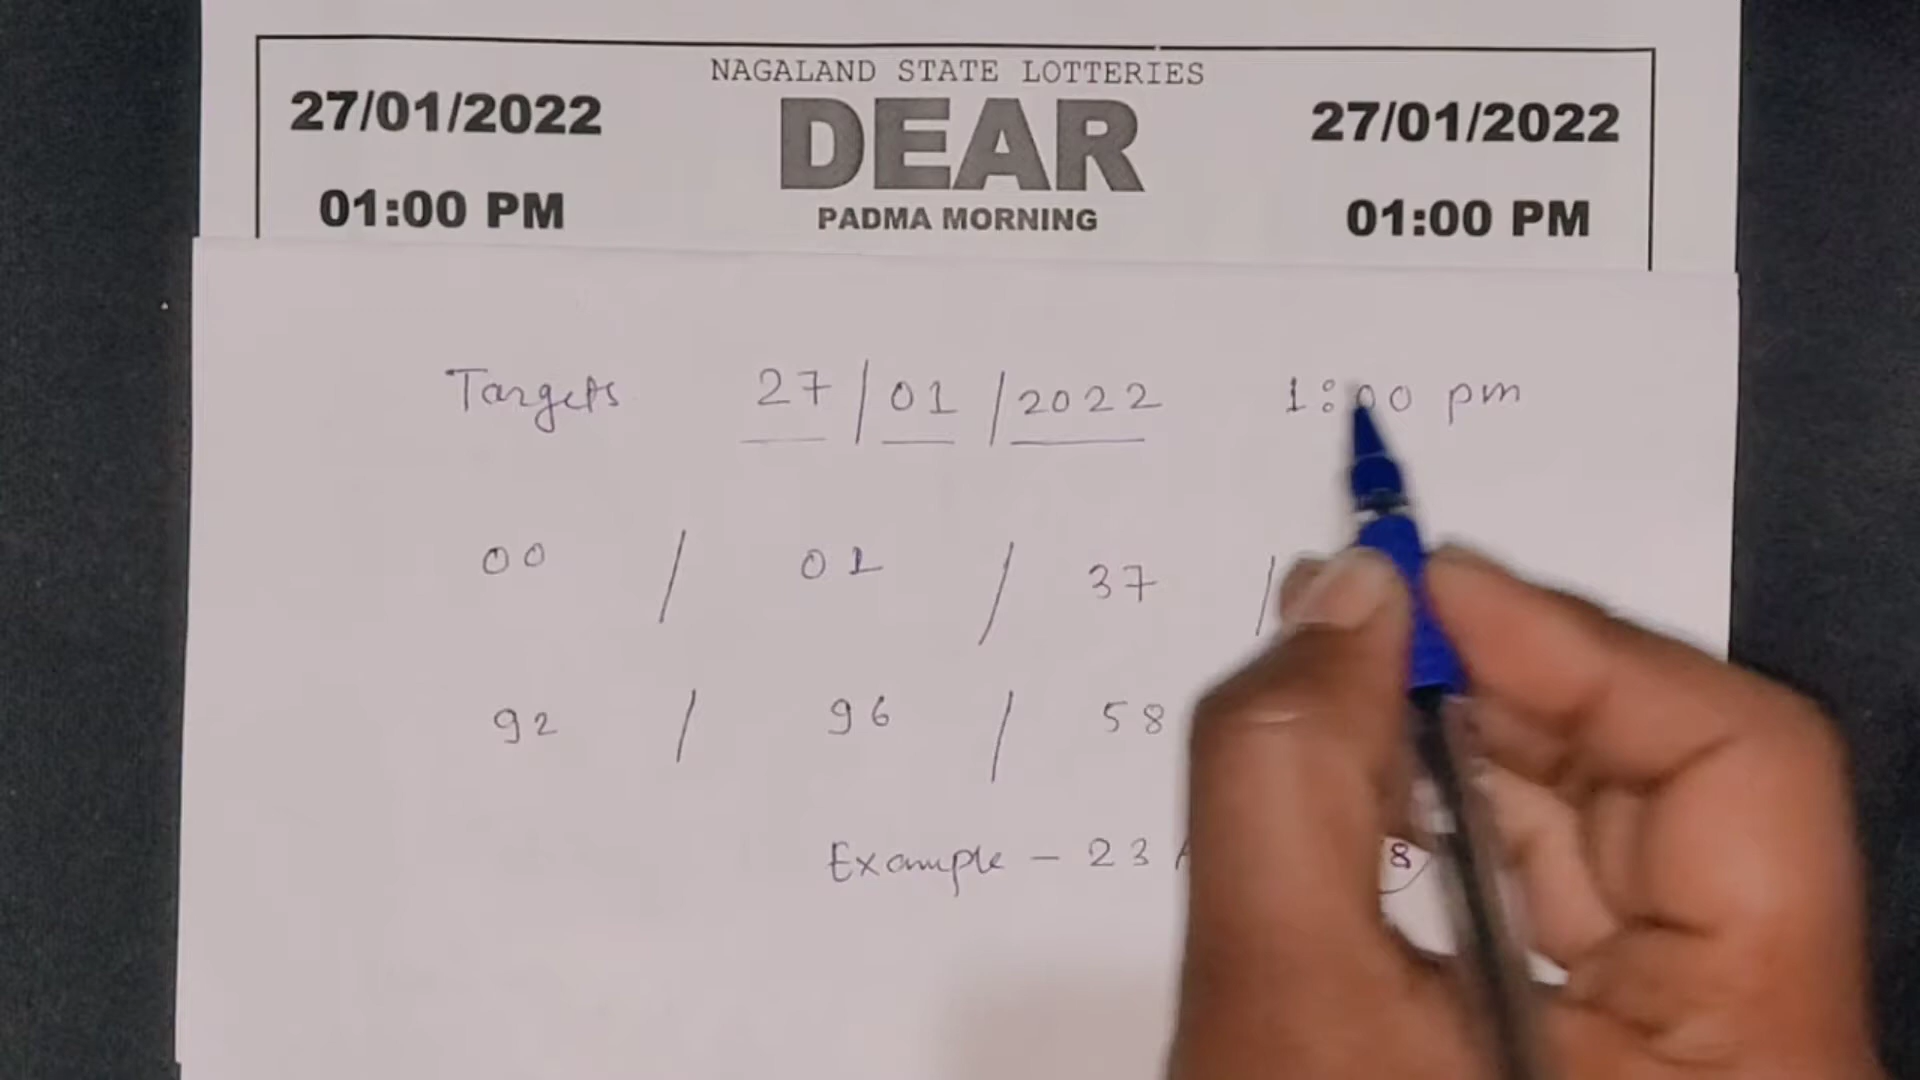 NAGALAND STATE LOTTERIES
27/01/2022 DEAR 27/01/2022
01:00 PM PADMA MORNING 01:00 PM
Targets 27/01/2022 1:00 pm
00 / 01 / 37 /
92 / 96 / 58
Example - 23 8